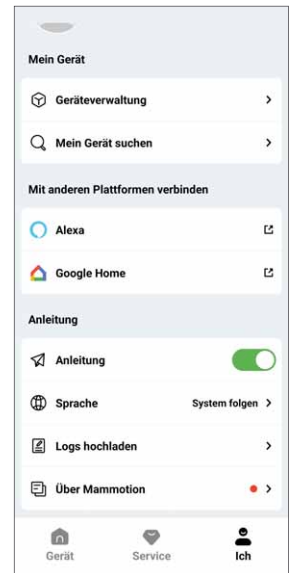 Mein Gerät
Geräteverwaltung
Mein Gerät suchen
Mit anderen Plattformen verbinden
Alexa
Google Home
Anleitung
Anleitung
Sprache System folgen
Logs hochladen
Über Mammotion
Gerät Service Ich